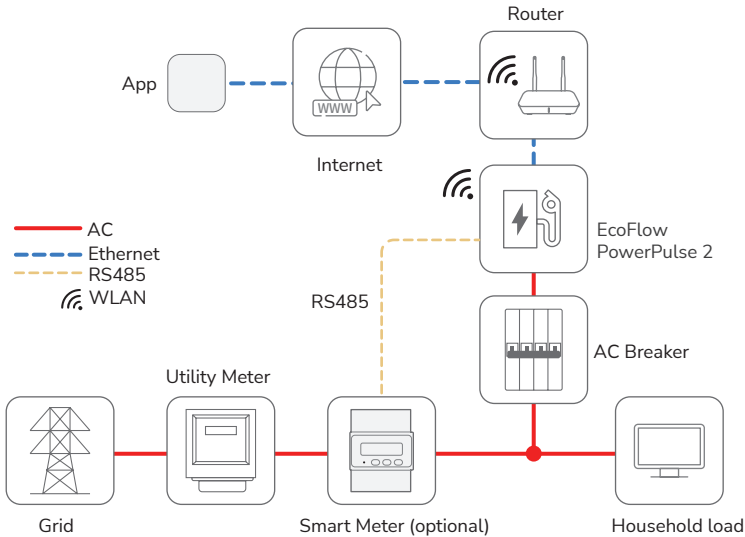 Router
App
WWW
Internet
AC
Ethernet
RS485
WLAN
EcoFlow
PowerPulse 2
RS485
AC Breaker
Utility Meter
Grid
Smart Meter (optional)
Household load